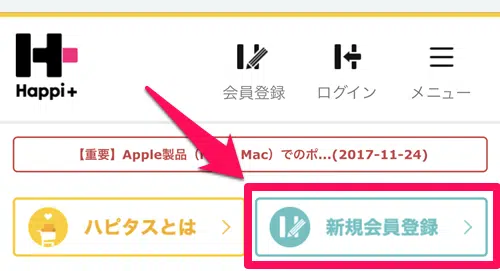 Happi+
会員登録
ログイン
メニュー
【重要】Apple製品（ Mac）でのポ...(2017-11-24)
ハピタスとは
新規会員登録